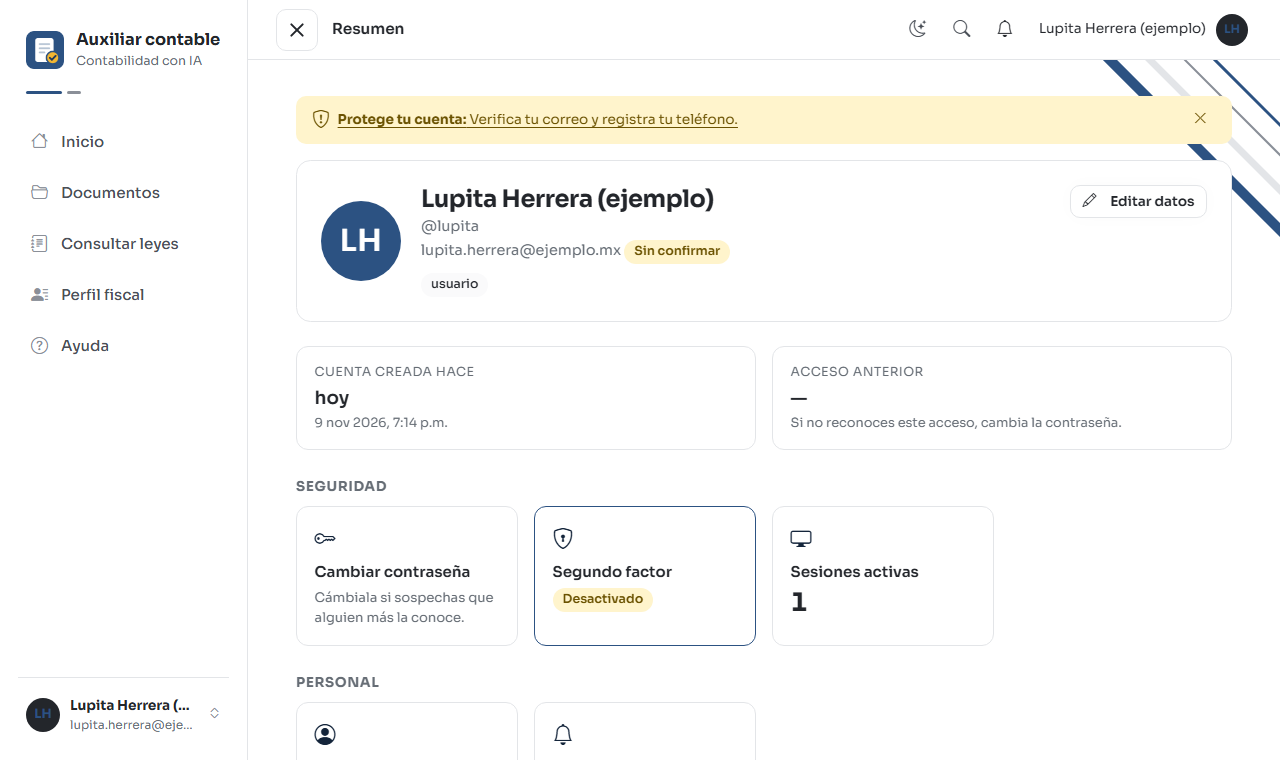 Auxiliar contable
Contabilidad con IA
Inicio
Documentos
Consultar leyes
Perfil fiscal
Ayuda
Lupita Herrera (...
lupita.herrera@eje...
LH
Resumen
Lupita Herrera (ejemplo)
LH
Protege tu cuenta: Verifica tu correo y registra tu teléfono.
LH
Lupita Herrera (ejemplo)
@lupita
lupita.herrera@ejemplo.mx Sin confirmar
usuario
Editar datos
CUENTA CREADA HACE
hoy
9 nov 2026, 7:14 p.m.
ACCESO ANTERIOR
—
Si no reconoces este acceso, cambia la contraseña.
SEGURIDAD
Cambiar contraseña
Cámbiala si sospechas que
alguien más la conoce.
Segundo factor
Desactivado
Sesiones activas
1
PERSONAL